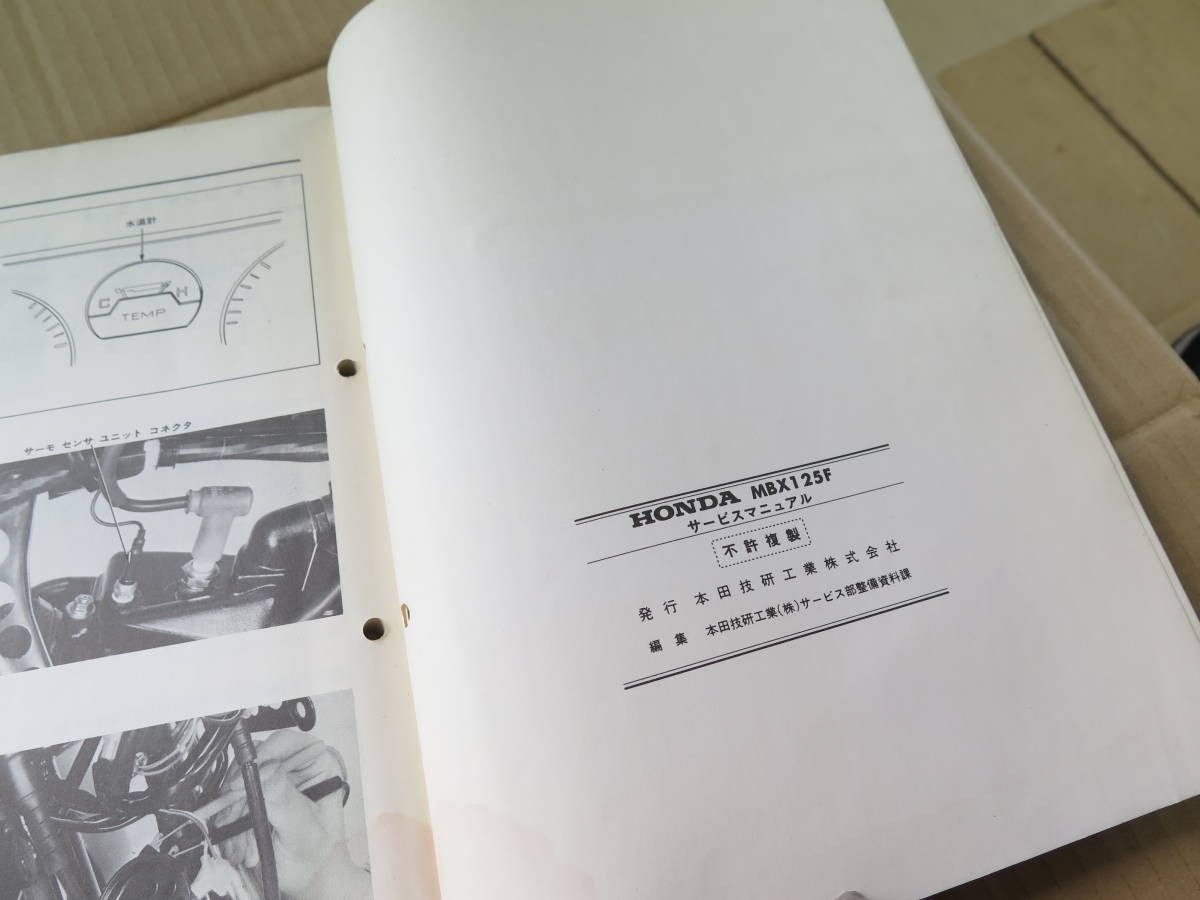 水温計
C H
TEMP
サーモ センサ ユニット コネクタ
HONDA MBX125F
サービスマニュアル
不許複製
発行 本田技研工業株式会社
編集 本田技研工業(株)サービス部整備資料課